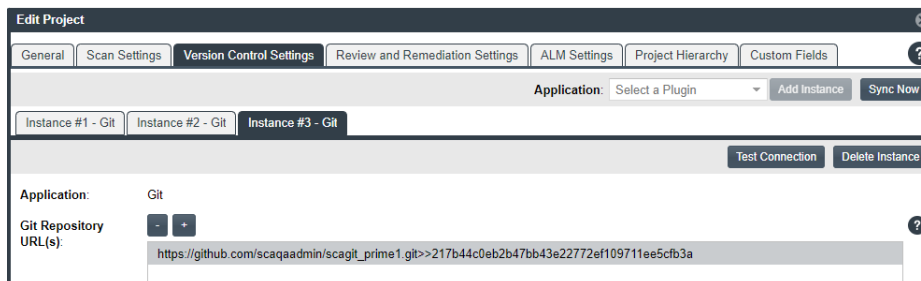 Edit Project
General Scan Settings Version Control Settings Review and Remediation Settings ALM Settings Project Hierarchy Custom Fields ?
Application: Select a Plugin Add Instance Sync Now
Instance #1 - Git Instance #2 - Git Instance #3 - Git
Test Connection Delete Instance
Application: Git
Git Repository URL(s): - + ?
https://github.com/scaqaadmin/scagit_prime1.git>>217b44c0eb2b47bb43e22772ef109711ee5cfb3a